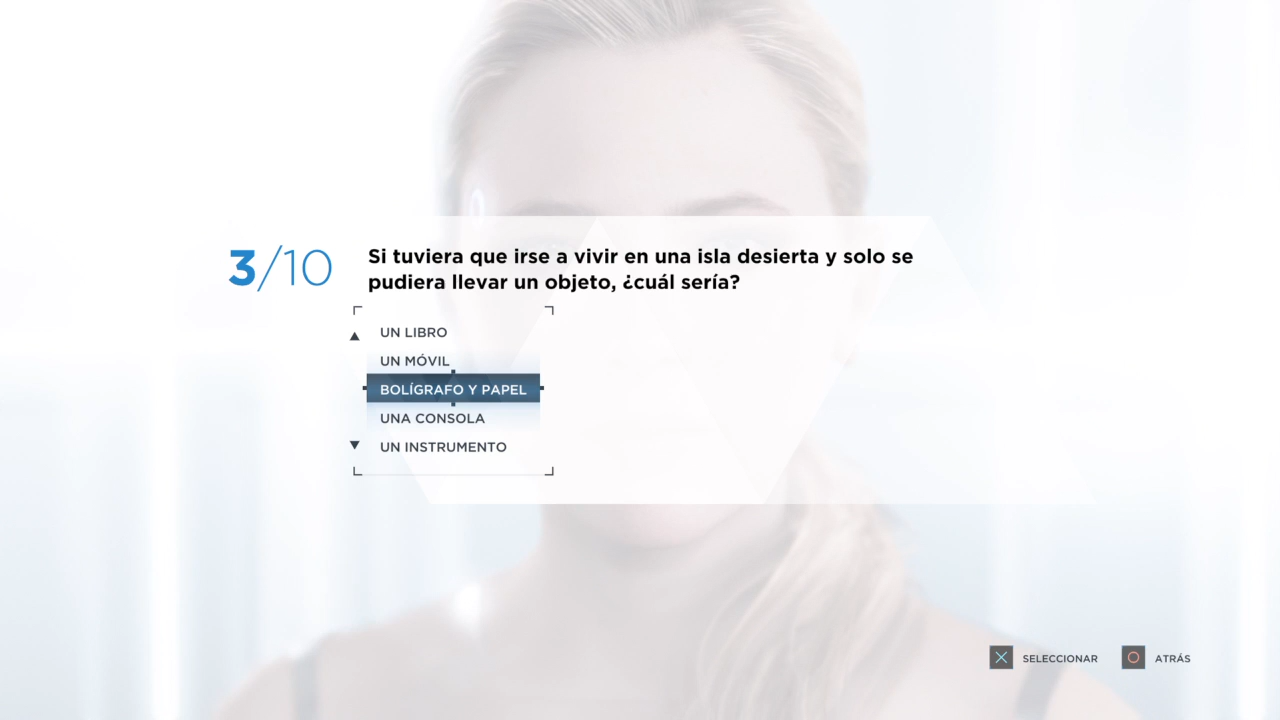 3/10
Si tuviera que irse a vivir en una isla desierta y solo se
pudiera llevar un objeto, ¿cuál sería?
UN LIBRO
UN MÓVIL
BOLÍGRAFO Y PAPEL
UNA CONSOLA
UN INSTRUMENTO
SELECCIONAR
ATRÁS